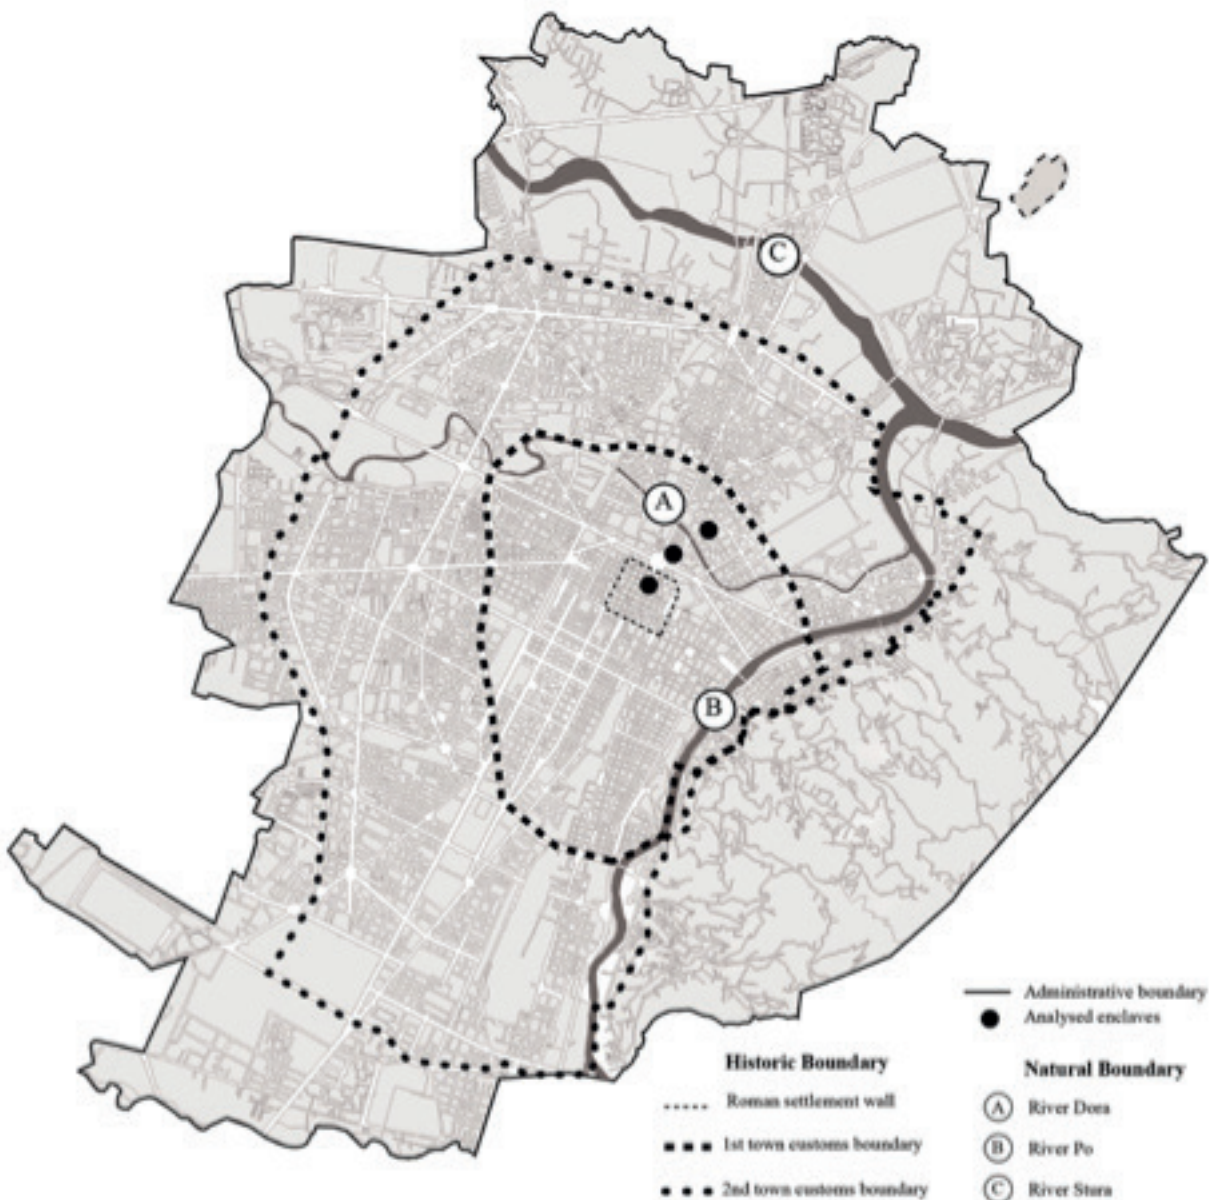 C
A
B
Administrative boundary
Analysed enclaves
Historic Boundary
Roman settlement wall
1st town customs boundary
2nd town customs boundary
Natural Boundary
A River Dora
B River Po
C River Stura